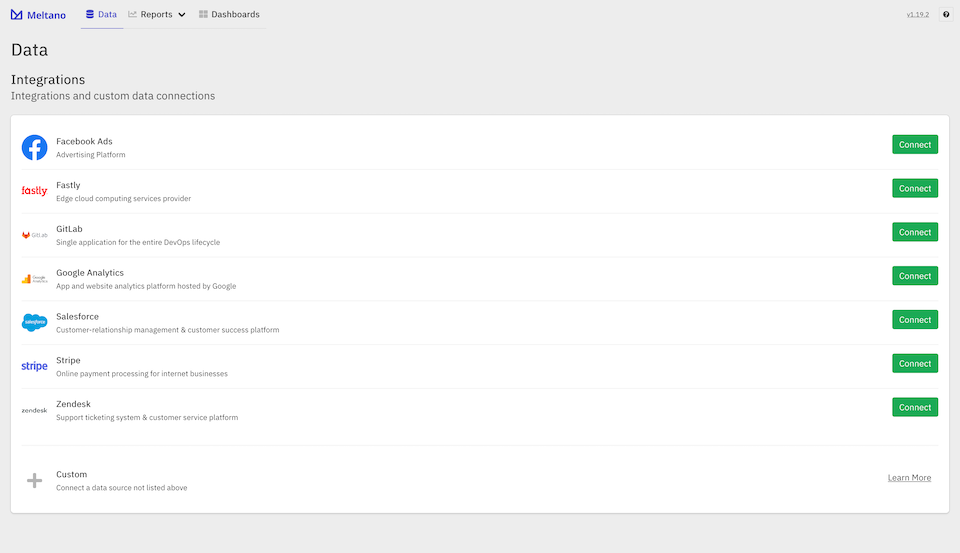 Meltano
Data
Reports
Dashboards
v1.19.2
Data
Integrations
Integrations and custom data connections
Facebook Ads
Advertising Platform
Connect
fastly
Fastly
Edge cloud computing services provider
Connect
GitLab
GitLab
Single application for the entire DevOps lifecycle
Connect
Google Analytics
Google Analytics
App and website analytics platform hosted by Google
Connect
salesforce
Salesforce
Customer-relationship management & customer success platform
Connect
stripe
Stripe
Online payment processing for internet businesses
Connect
zendesk
Zendesk
Support ticketing system & customer service platform
Connect
Custom
Connect a data source not listed above
Learn More